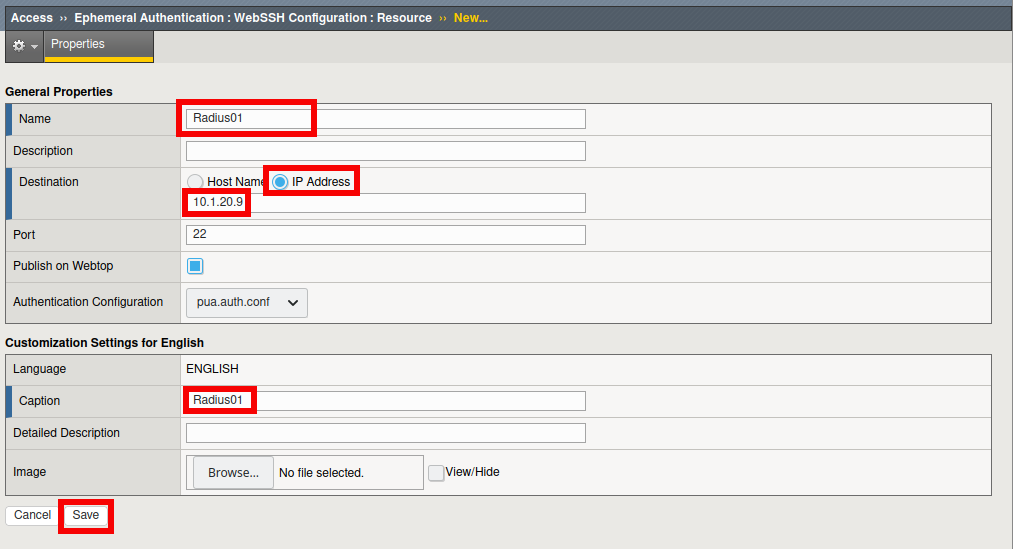 Access ›› Ephemeral Authentication : WebSSH Configuration : Resource ›› New...
Properties
General Properties
Name Radius01
Description
Destination Host Name IP Address
10.1.20.9
Port 22
Publish on Webtop
Authentication Configuration pua.auth.conf
Customization Settings for English
Language ENGLISH
Caption Radius01
Detailed Description
Image Browse... No file selected. View/Hide
Cancel Save